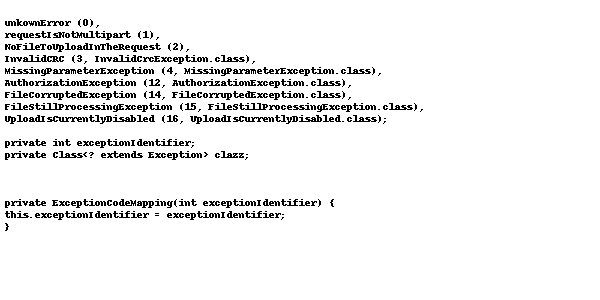 unkownError (0),
requestIsNotMultipart (1),
NoFileToUploadInTheRequest (2),
InvalidCRC (3, InvalidCrcException.class),
MissingParameterException (4, MissingParameterException.class),
AuthorizationException (12, AuthorizationException.class),
FileCorruptedException (14, FileCorruptedException.class),
FileStillProcessingException (15, FileStillProcessingException.class),
UploadIsCurrentlyDisabled (16, UploadIsCurrentlyDisabled.class);
private int exceptionIdentifier;
private Class<? extends Exception> clazz;
private ExceptionCodeMapping(int exceptionIdentifier) {
this.exceptionIdentifier = exceptionIdentifier;
}